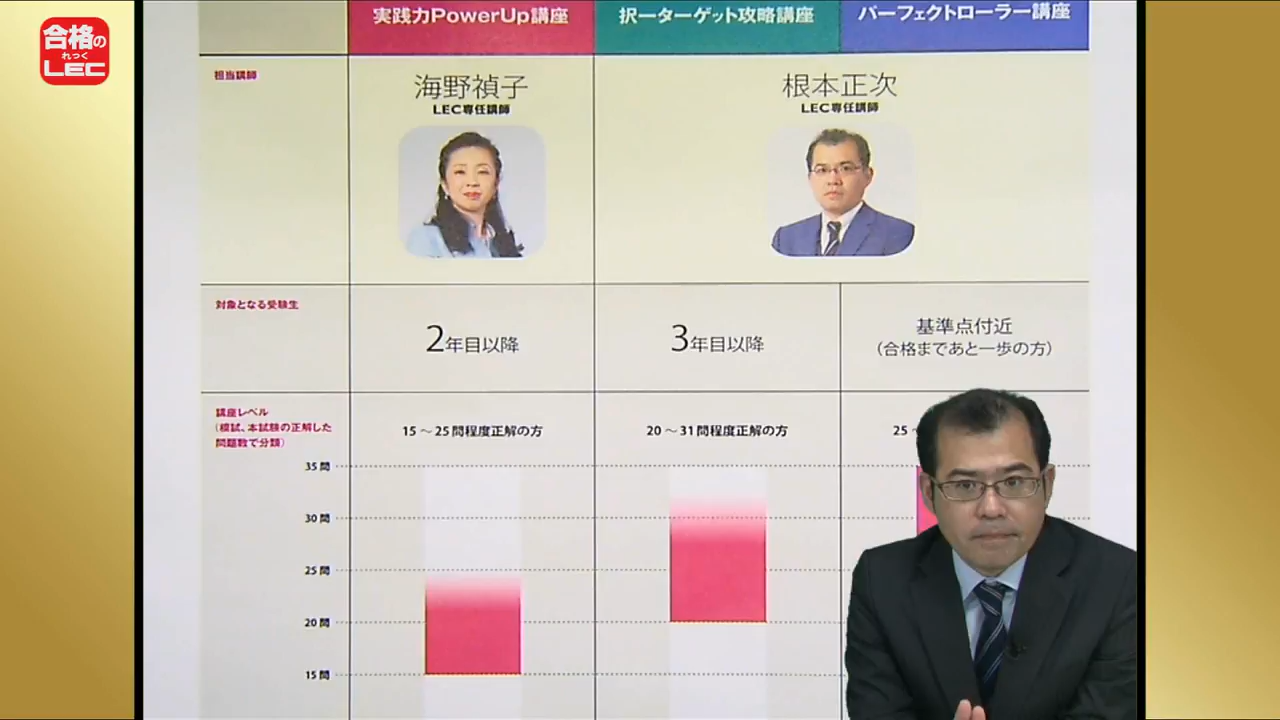 合格の
れっく
LEC
実践力PowerUp講座
択一ターゲット攻略講座
パーフェクトローラー講座
担当講師
海野禎子
LEC専任講師
根本正次
LEC専任講師
対象となる受験生
2年目以降
3年目以降
基準点付近
(合格まであと一歩の方)
講座レベル
(模試、本試験の正解した
問題数で分類)
15～25問程度正解の方
20～31問程度正解の方
25～
35問
30問
25問
20問
15問